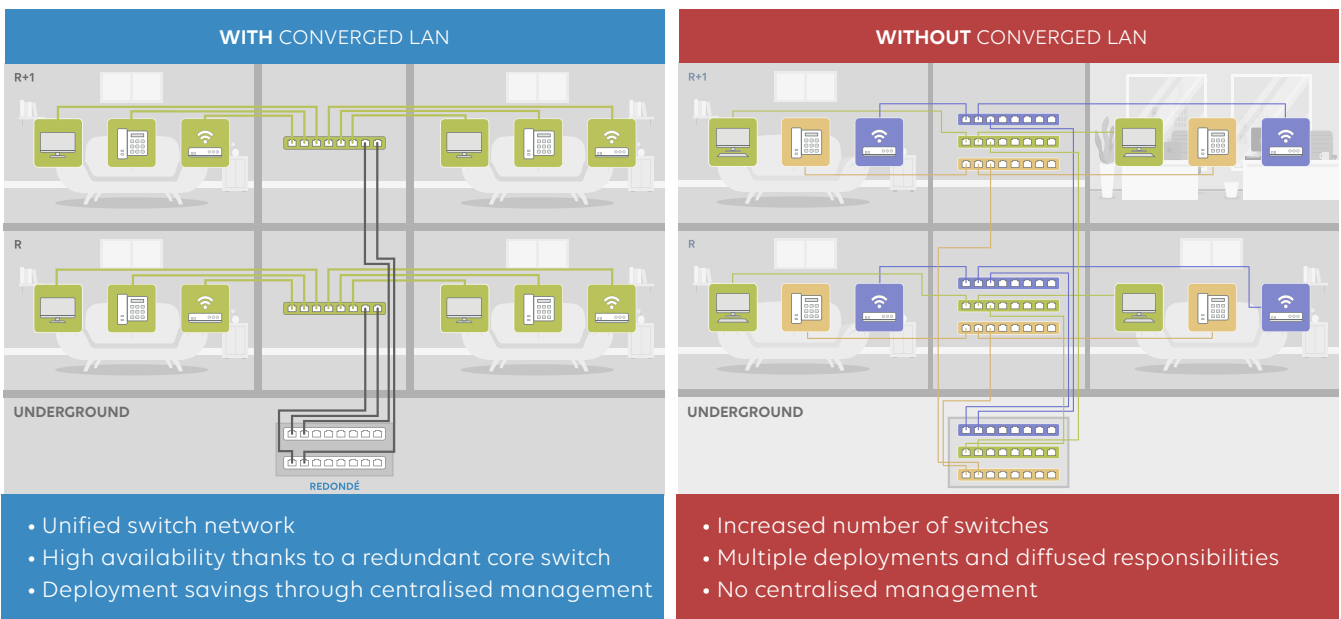 WITH CONVERGED LAN
R+1
R
UNDERGROUND
REDONDÉ
• Unified switch network
• High availability thanks to a redundant core switch
• Deployment savings through centralised management
WITHOUT CONVERGED LAN
R+1
R
UNDERGROUND
• Increased number of switches
• Multiple deployments and diffused responsibilities
• No centralised management